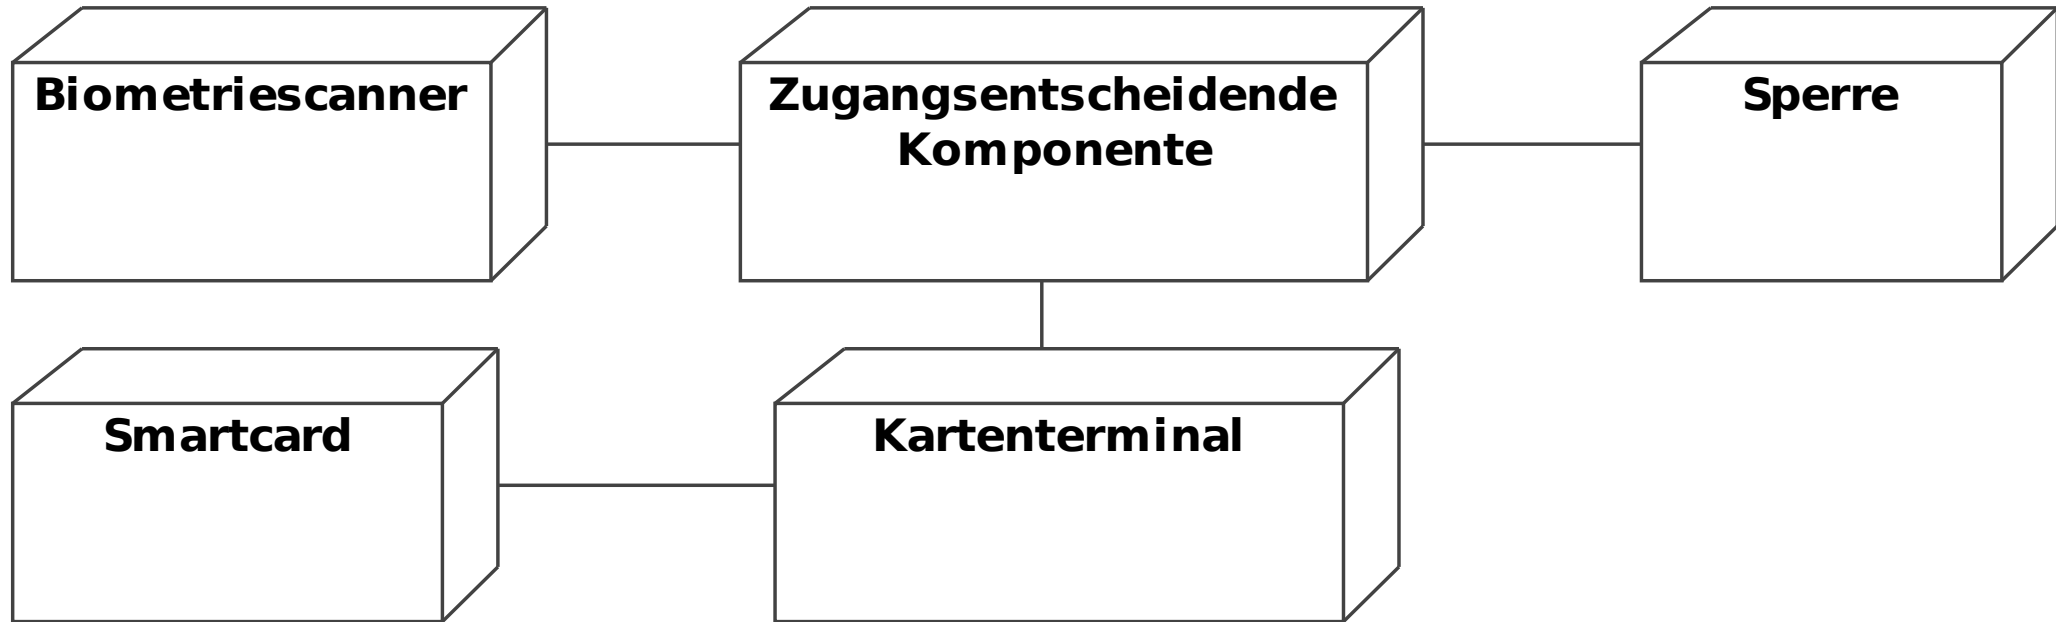 Biometriescanner
Zugangsentscheidende
Komponente
Sperre
Smartcard
Kartenterminal